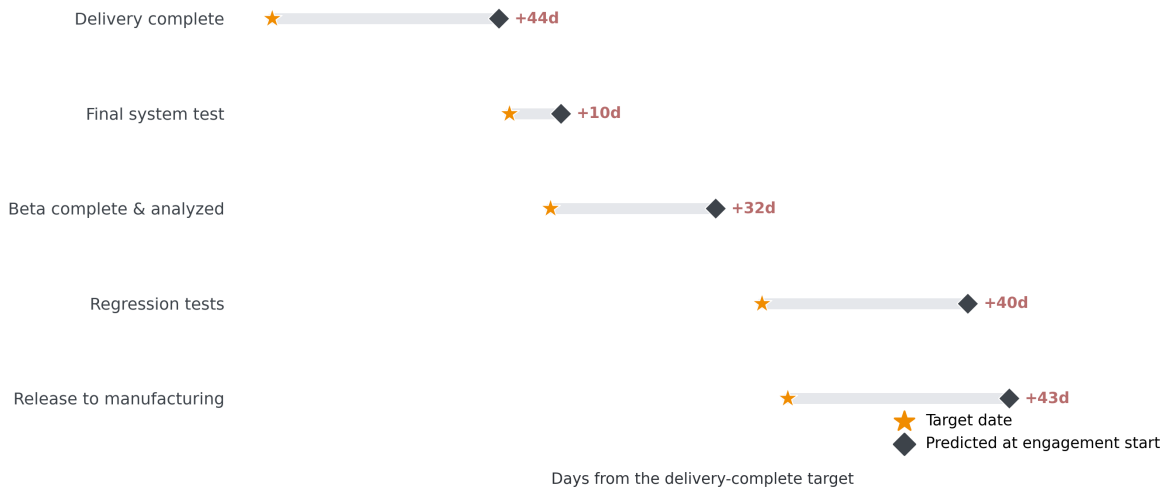 Delivery complete
+44d
Final system test
+10d
Beta complete & analyzed
+32d
Regression tests
+40d
Release to manufacturing
+43d
Target date
Predicted at engagement start
Days from the delivery-complete target